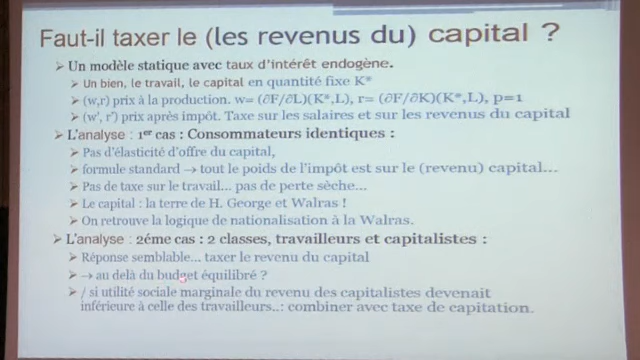 Faut-il taxer le (les revenus du) capital ?
➢ Un modèle statique avec taux d'intérêt endogène.
➢ Un bien, le travail, le capital en quantité fixe K*
➢ (w,r) prix à la production. w= (∂F/∂L)(K*,L), r= (∂F/∂K)(K*,L), p=1
➢ (w', r') prix après impôt. Taxe sur les salaires et sur les revenus du capital
➢ L'analyse : 1er cas : Consommateurs identiques :
➢ Pas d'élasticité d'offre du capital,
➢ formule standard → tout le poids de l'impôt est sur le (revenu) capital…
➢ Pas de taxe sur le travail… pas de perte sèche…
➢ Le capital : la terre de H. George et Walras !
➢ On retrouve la logique de nationalisation à la Walras.
➢ L'analyse : 2éme cas : 2 classes, travailleurs et capitalistes :
➢ Réponse semblable… taxer le revenu du capital
➢ → au delà du budget équilibré ?
➢ / si utilité sociale marginale du revenu des capitalistes devenait
inférieure à celle des travailleurs..: combiner avec taxe de capitation.